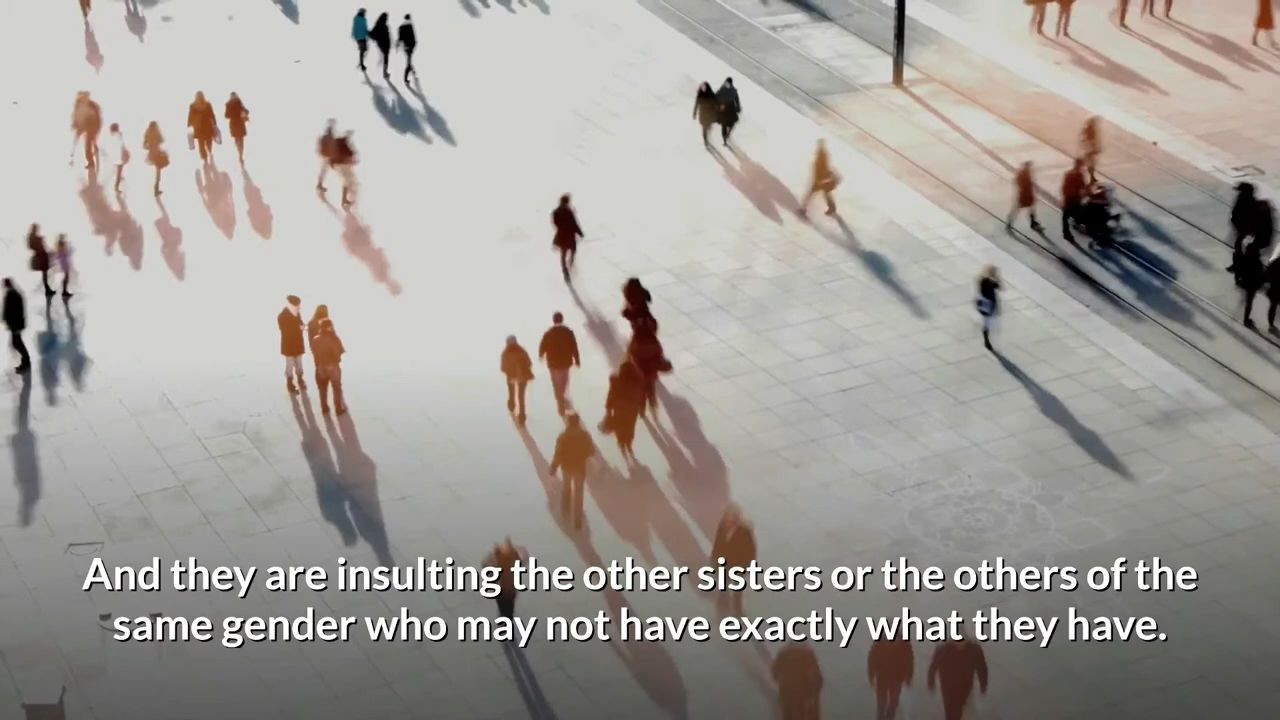 And they are insulting the other sisters or the others of the
same gender who may not have exactly what they have.